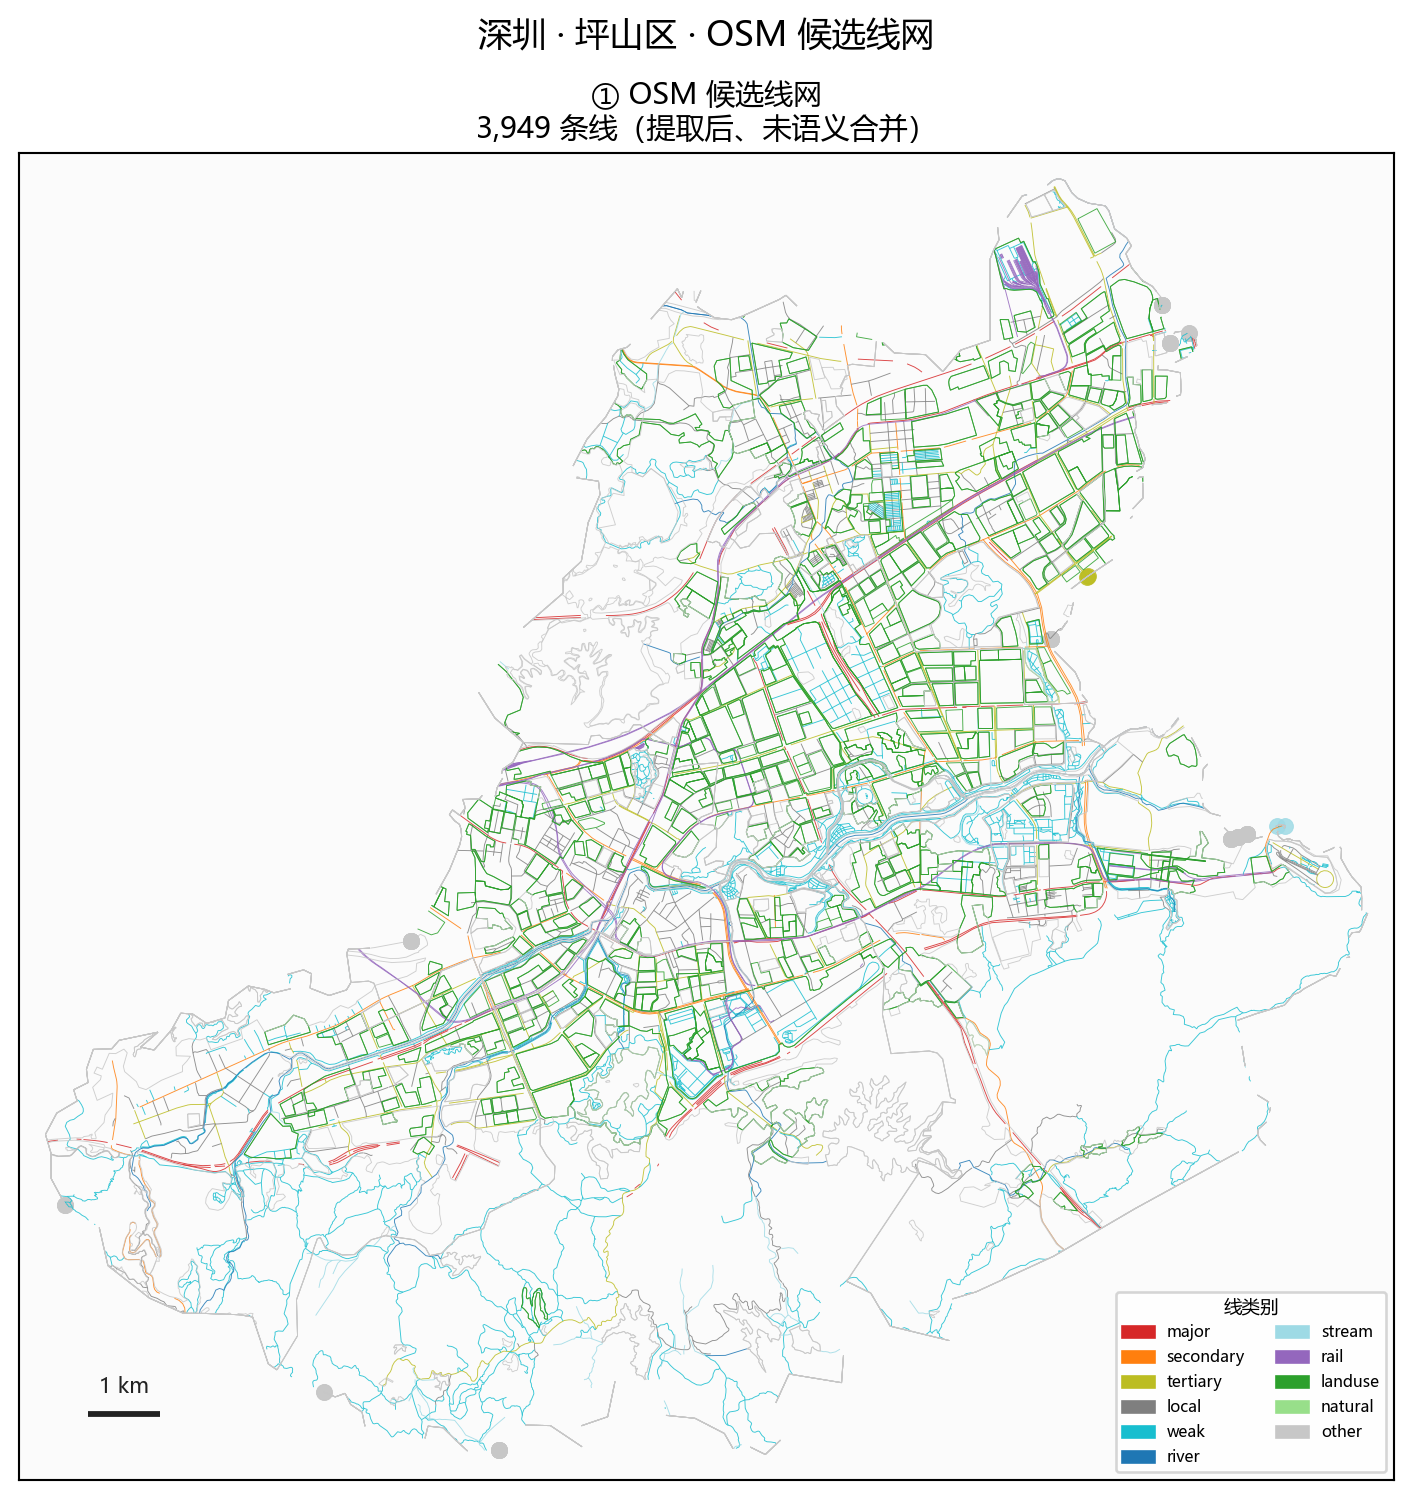 深圳 · 坪山区 · OSM 候选线网
① OSM 候选线网
3,949 条线（提取后、未语义合并）
1 km
线类别
major
secondary
tertiary
local
weak
river
stream
rail
landuse
natural
other